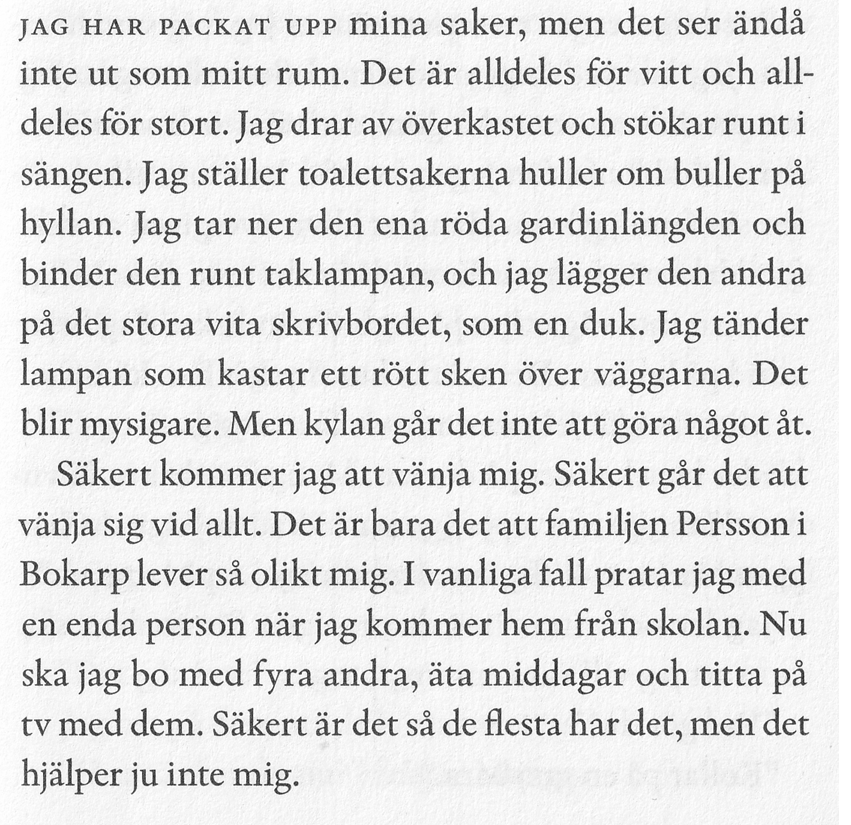 JAG HAR PACKAT UPP mina saker, men det ser ändå
inte ut som mitt rum. Det är alldeles för vitt och all-
deles för stort. Jag drar av överkastet och stökar runt i
sängen. Jag ställer toalettsakerna huller om buller på
hyllan. Jag tar ner den ena röda gardinlängden och
binder den runt taklampan, och jag lägger den andra
på det stora vita skrivbordet, som en duk. Jag tänder
lampan som kastar ett rött sken över väggarna. Det
blir mysigare. Men kylan går det inte att göra något åt.
Säkert kommer jag att vänja mig. Säkert går det att
vänja sig vid allt. Det är bara det att familjen Persson i
Bokarp lever så olikt mig. I vanliga fall pratar jag med
en enda person när jag kommer hem från skolan. Nu
ska jag bo med fyra andra, äta middagar och titta på
tv med dem. Säkert är det så de flesta har det, men det
hjälper ju inte mig.